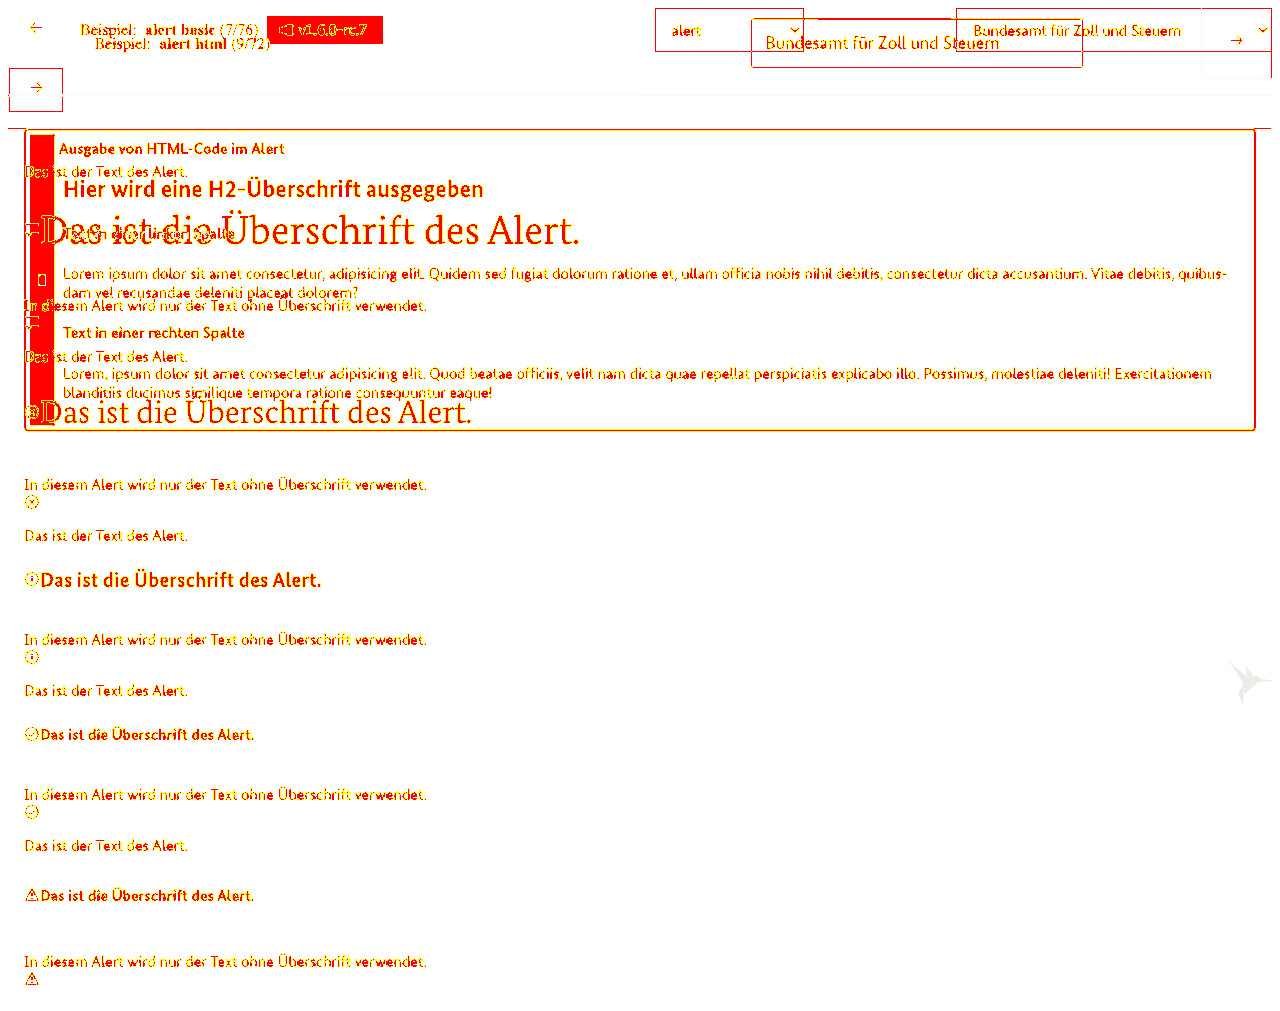 Beispiel: alert basic (7/76)
v1.6.0-rc.7
alert
Bundesamt für Zoll und Steuern
Beispiel: alert html (9/72)
Bundesamt für Zoll und Steuern
Ausgabe von HTML-Code im Alert
Das ist der Text des Alert.
Hier wird eine H2-Überschrift ausgegeben
Das ist die Überschrift des Alert.
Text in einer linken Spalte
Lorem ipsum dolor sit amet consectetur, adipisicing elit. Quidem sed fugiat dolorum ratione et, ullam officia nobis nihil debitis, consectetur dicta accusantium. Vitae debitis, quibus-
dam vel recusandae deleniti placeat dolorem?
In diesem Alert wird nur der Text ohne Überschrift verwendet.
Text in einer rechten Spalte
Das ist der Text des Alert.
Lorem, ipsum dolor sit amet consectetur adipisicing elit. Quod beatae officiis, velit nam dicta quae repellat perspiciatis explicabo illo. Possimus, molestiae deleniti! Exercitationem
blanditiis ducimus similique tempora ratione consequuntur eaque!
Das ist die Überschrift des Alert.
In diesem Alert wird nur der Text ohne Überschrift verwendet.
Das ist der Text des Alert.
Das ist die Überschrift des Alert.
In diesem Alert wird nur der Text ohne Überschrift verwendet.
Das ist der Text des Alert.
Das ist die Überschrift des Alert.
In diesem Alert wird nur der Text ohne Überschrift verwendet.
Das ist der Text des Alert.
Das ist die Überschrift des Alert.
In diesem Alert wird nur der Text ohne Überschrift verwendet.